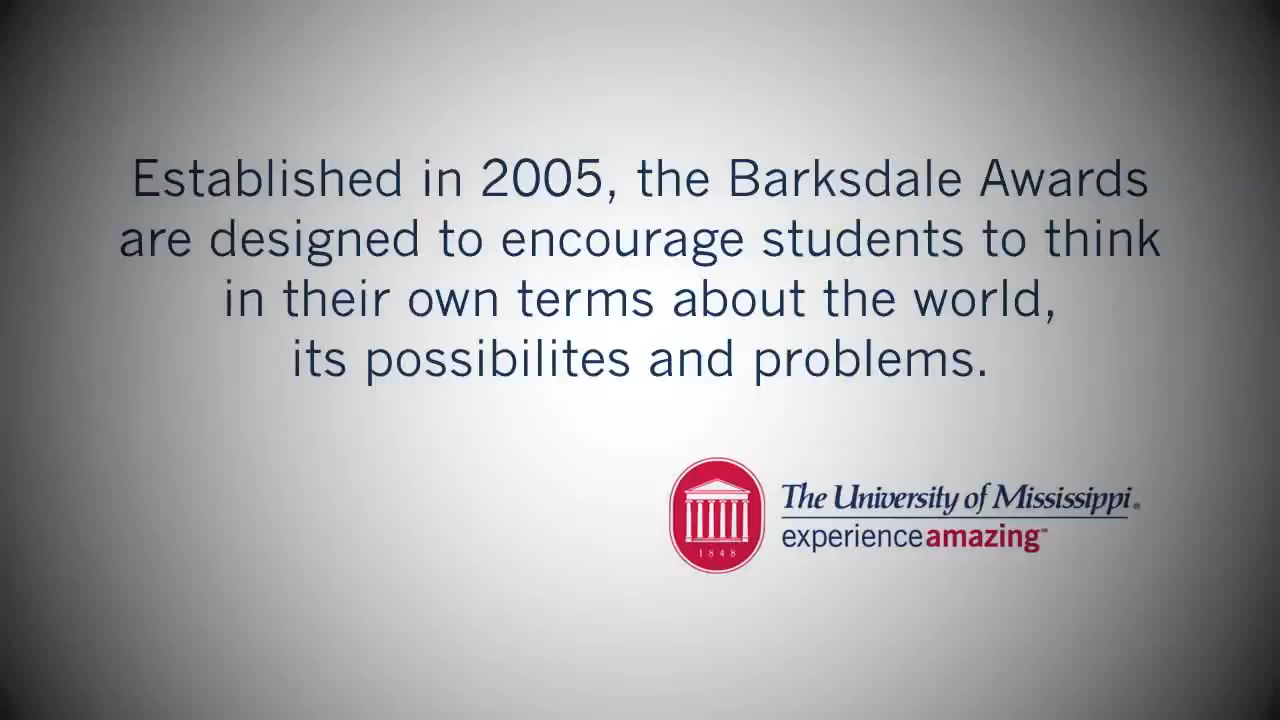 Established in 2005, the Barksdale Awards
are designed to encourage students to think
in their own terms about the world,
its possibilites and problems.
The University of Mississippi®
experienceamazing™
1848